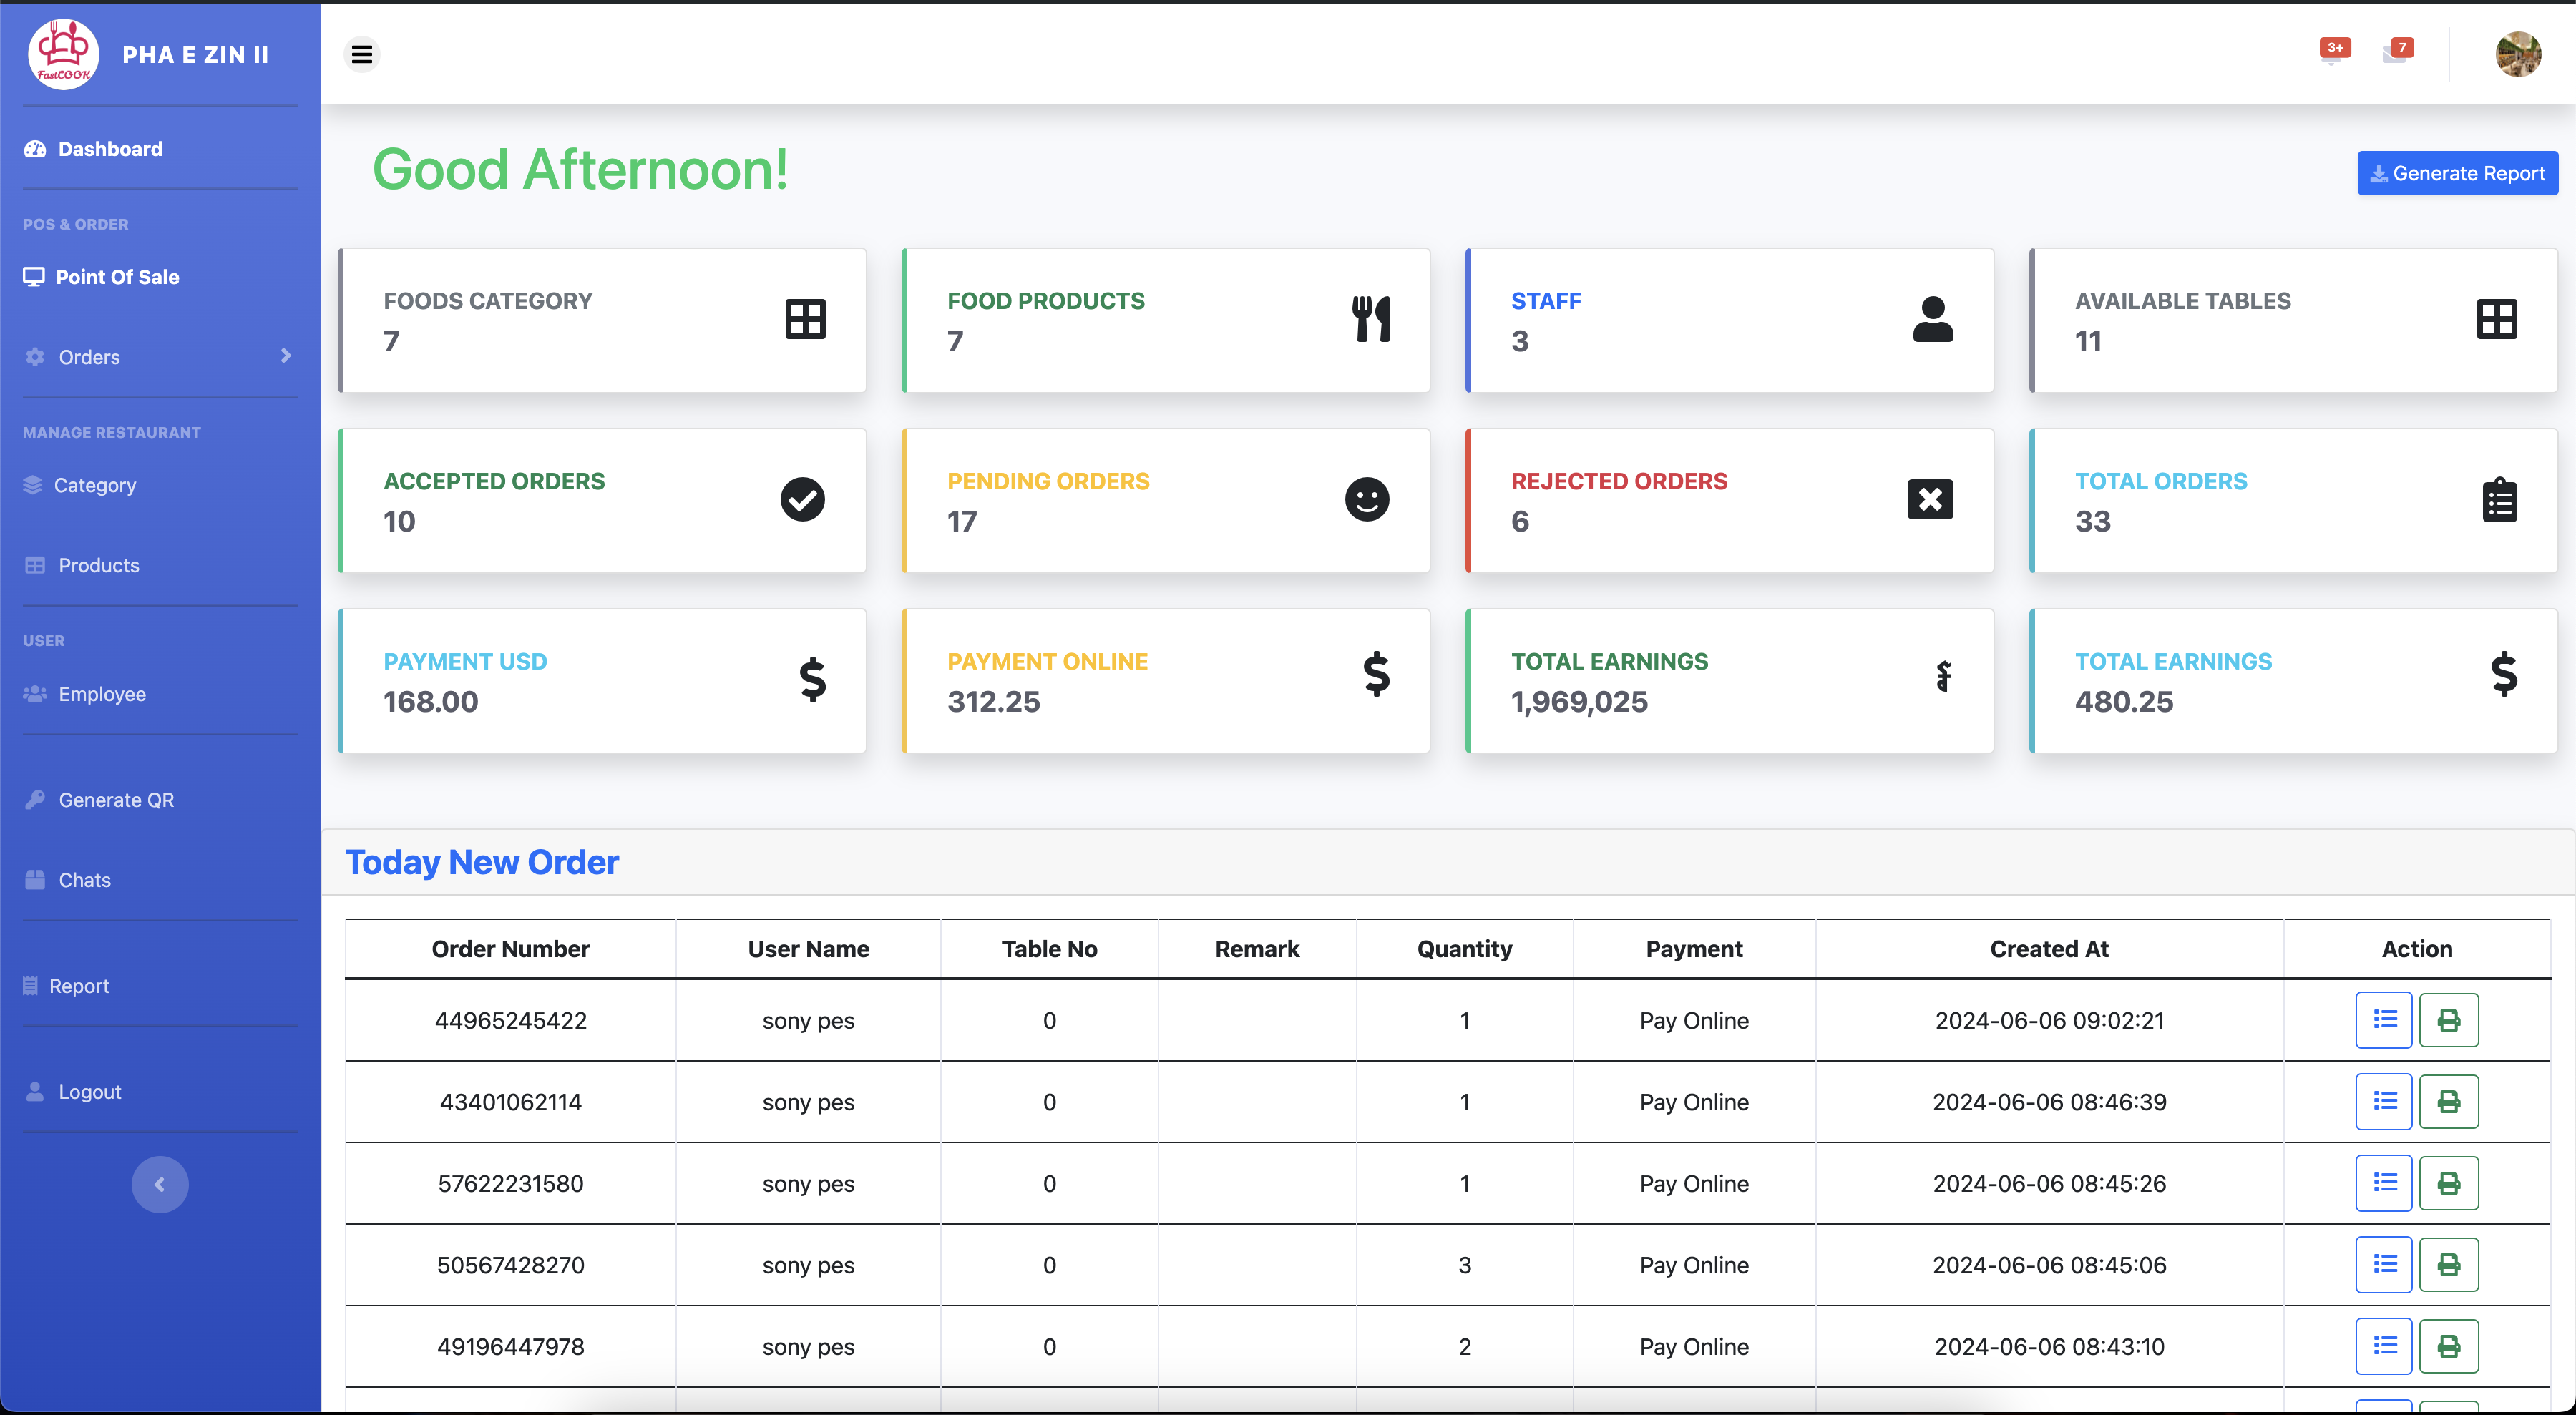 FastCOOK
PHA E ZIN II
3+
7
Dashboard
POS & ORDER
Point Of Sale
Orders
MANAGE RESTAURANT
Category
Products
USER
Employee
Generate QR
Chats
Report
Logout
Good Afternoon!
Generate Report
FOODS CATEGORY
7
FOOD PRODUCTS
7
STAFF
3
AVAILABLE TABLES
11
ACCEPTED ORDERS
10
PENDING ORDERS
17
REJECTED ORDERS
6
TOTAL ORDERS
33
PAYMENT USD
168.00
$
PAYMENT ONLINE
312.25
$
TOTAL EARNINGS
1,969,025
៛
TOTAL EARNINGS
480.25
$
Today New Order
Order Number User Name Table No Remark Quantity Payment Created At Action
44965245422 sony pes 0 1 Pay Online 2024-06-06 09:02:21
43401062114 sony pes 0 1 Pay Online 2024-06-06 08:46:39
57622231580 sony pes 0 1 Pay Online 2024-06-06 08:45:26
50567428270 sony pes 0 3 Pay Online 2024-06-06 08:45:06
49196447978 sony pes 0 2 Pay Online 2024-06-06 08:43:10